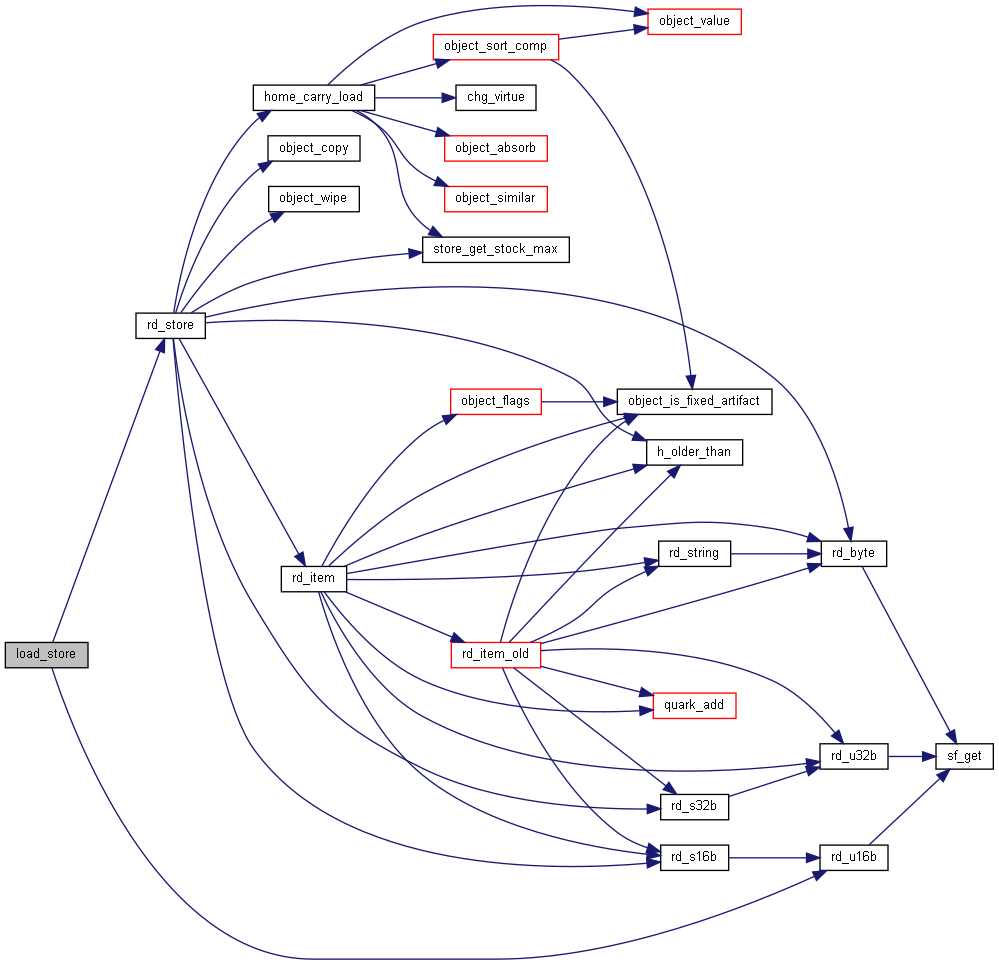 object_value
object_sort_comp
home_carry_load
chg_virtue
object_copy
object_absorb
object_wipe
object_similar
store_get_stock_max
rd_store
object_flags
object_is_fixed_artifact
h_older_than
rd_string
rd_byte
rd_item
load_store
rd_item_old
quark_add
rd_u32b
sf_get
rd_s32b
rd_s16b
rd_u16b